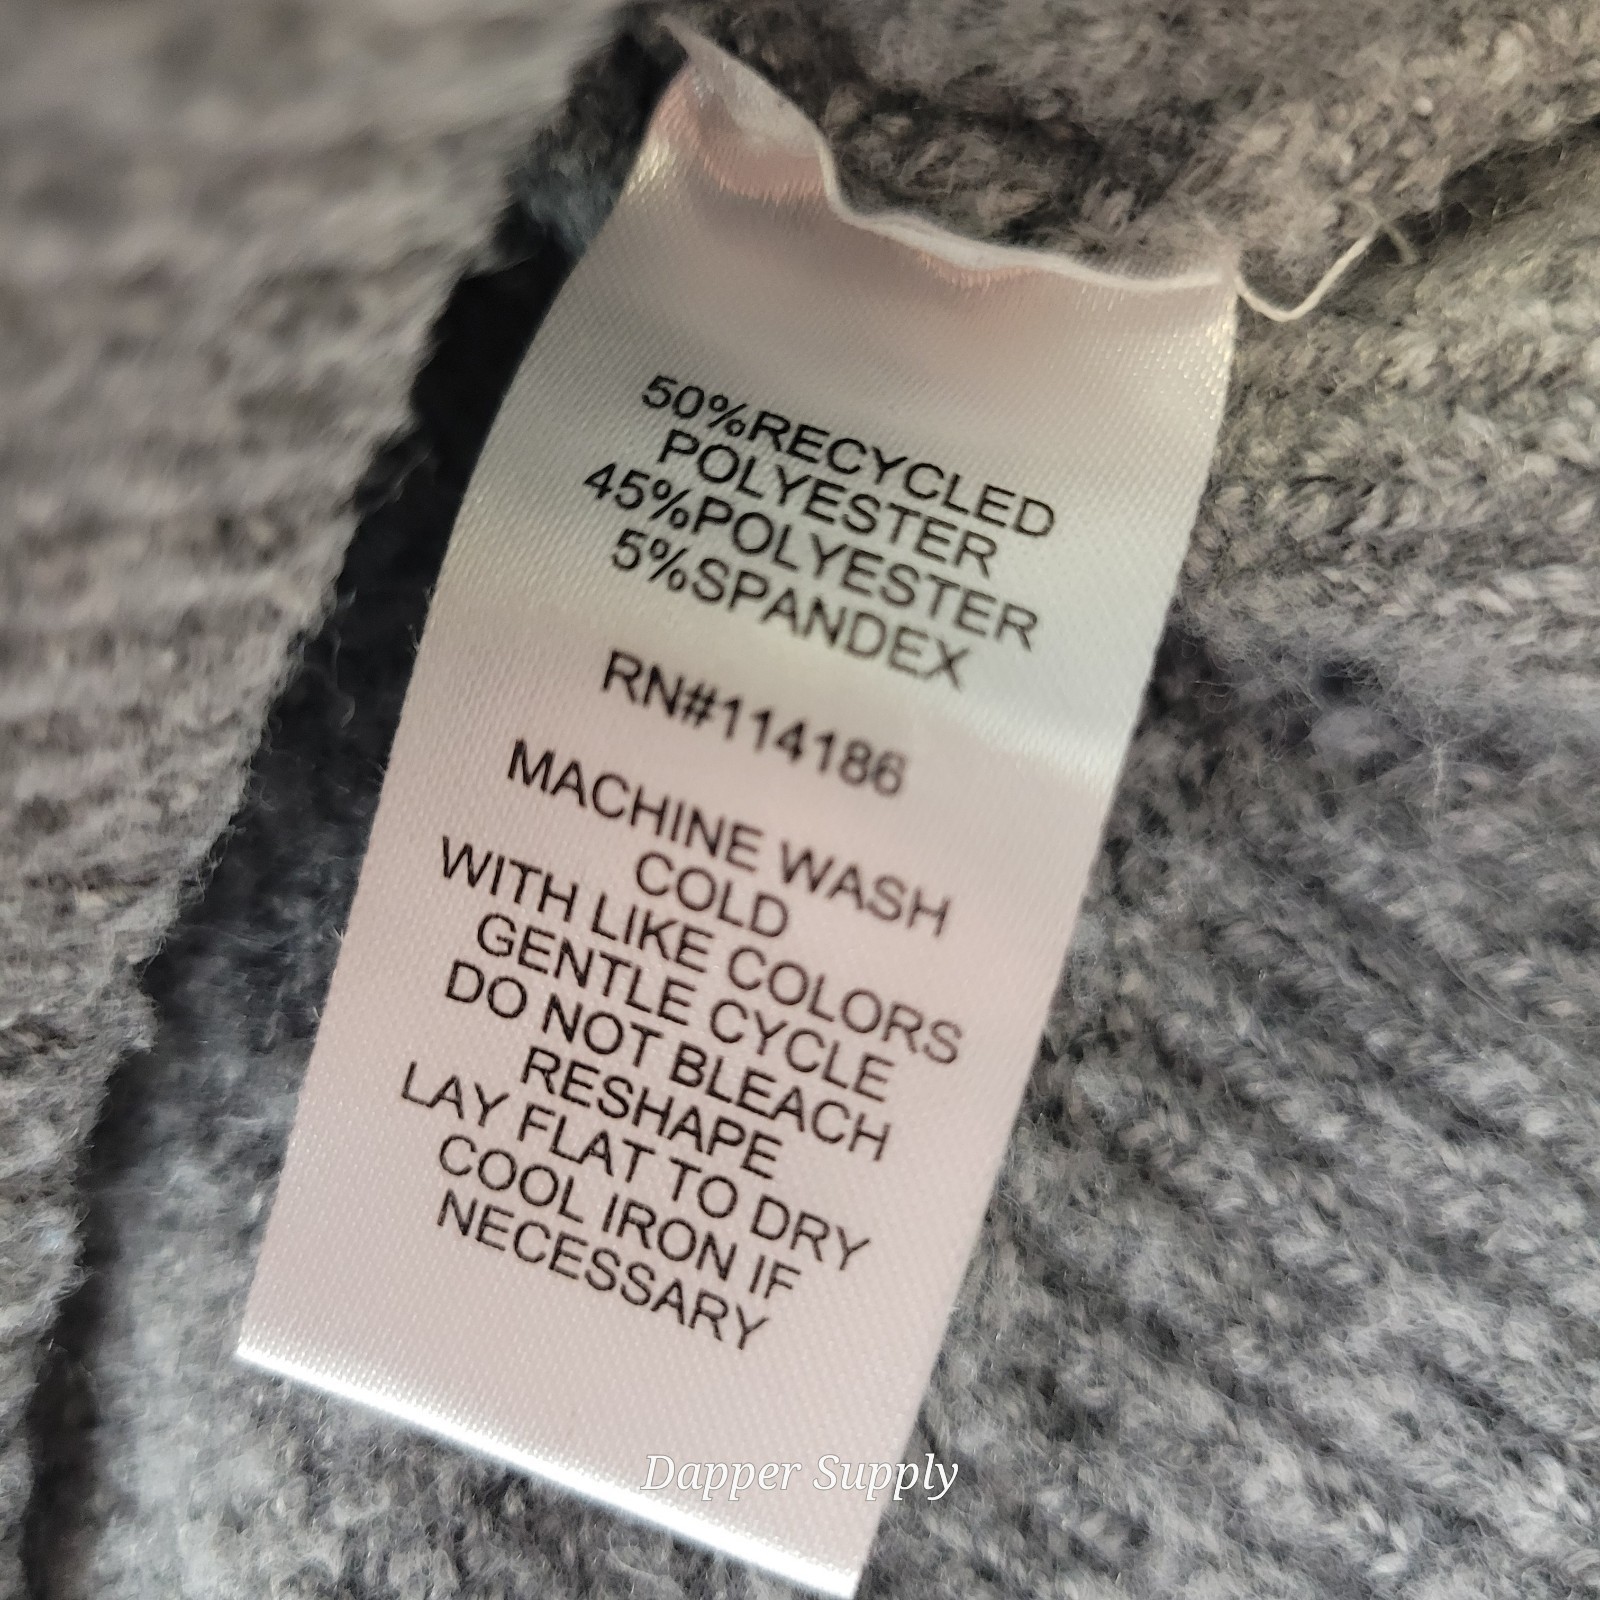 50%RECYCLED
POLYESTER
45%POLYESTER
5%SPANDEX
RN#114186
MACHINE WASH
COLD
WITH LIKE COLORS
GENTLE CYCLE
DO NOT BLEACH
RESHAPE
LAY FLAT TO DRY
COOL IRON IF
NECESSARY
Dapper Supply